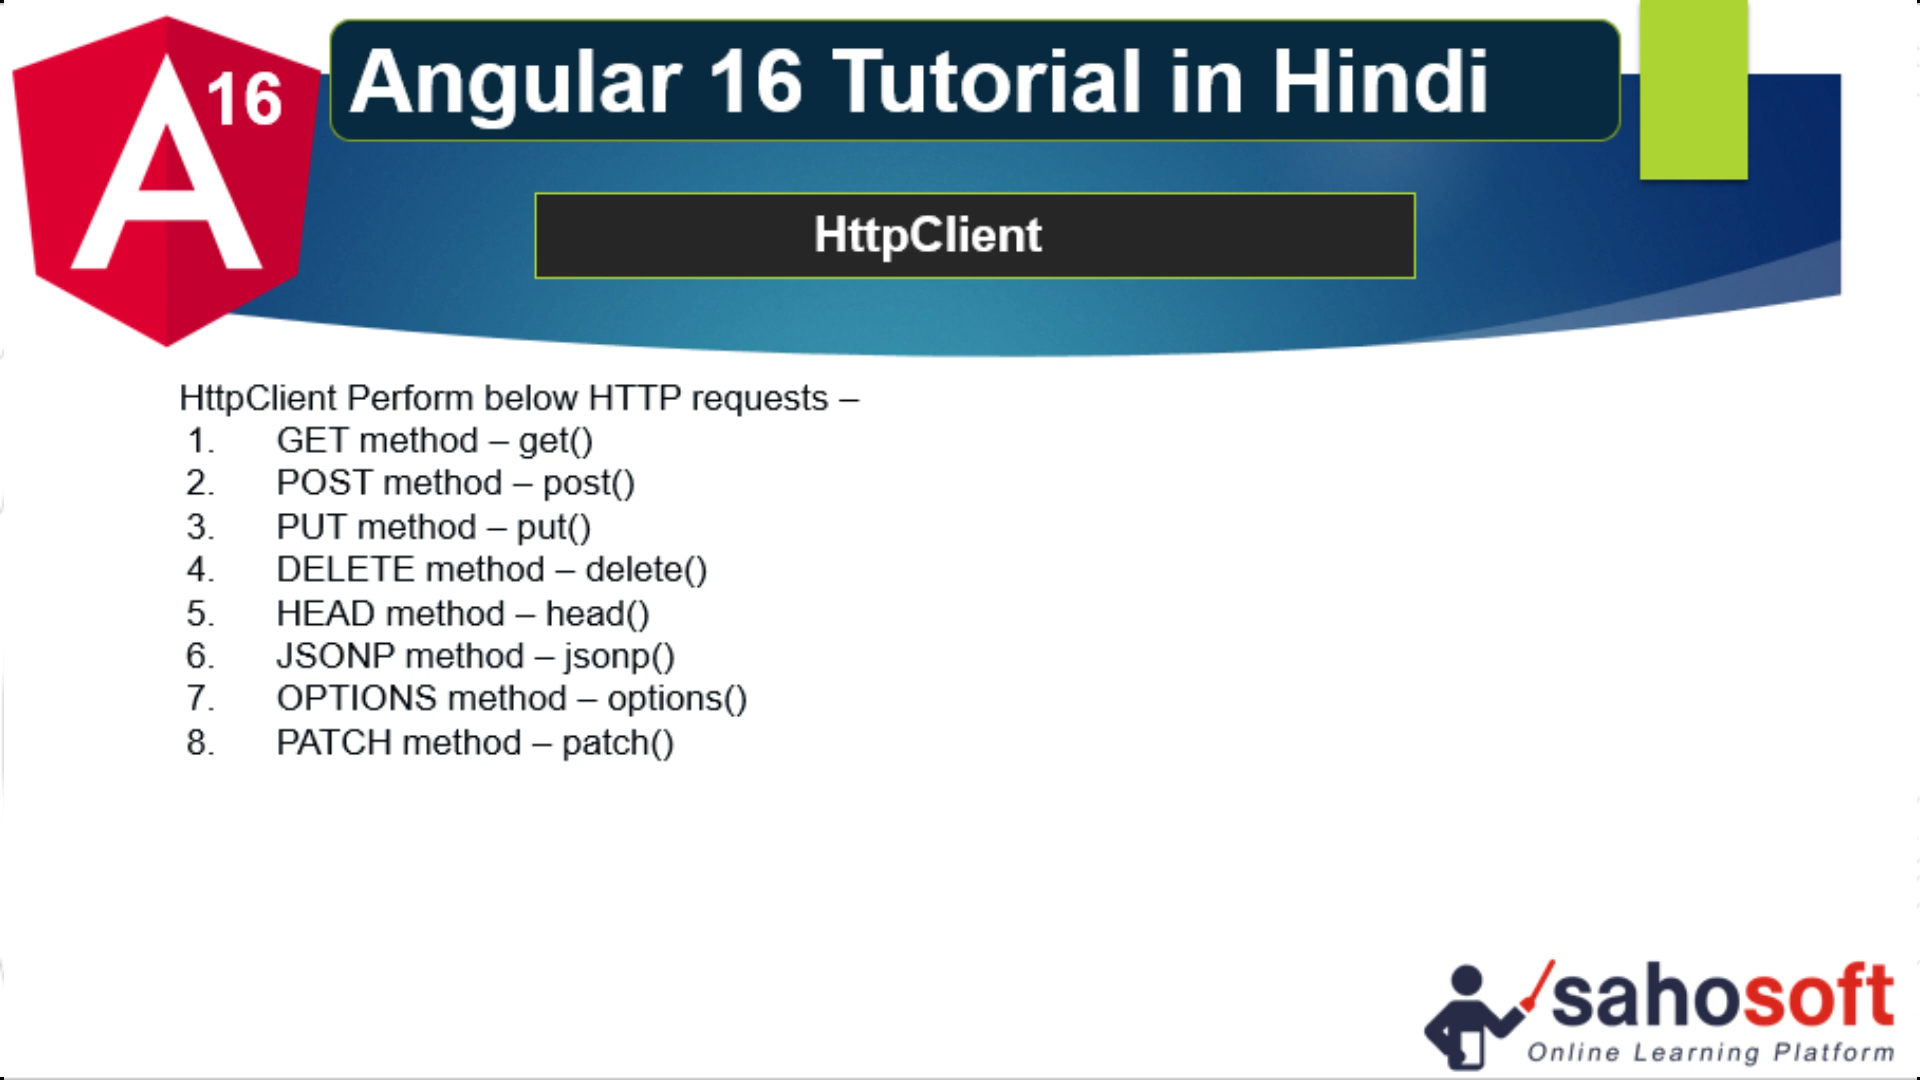 A 16
Angular 16 Tutorial in Hindi
HttpClient
HttpClient Perform below HTTP requests –
1. GET method – get()
2. POST method – post()
3. PUT method – put()
4. DELETE method – delete()
5. HEAD method – head()
6. JSONP method – jsonp()
7. OPTIONS method – options()
8. PATCH method – patch()
sahosoft
Online Learning Platform